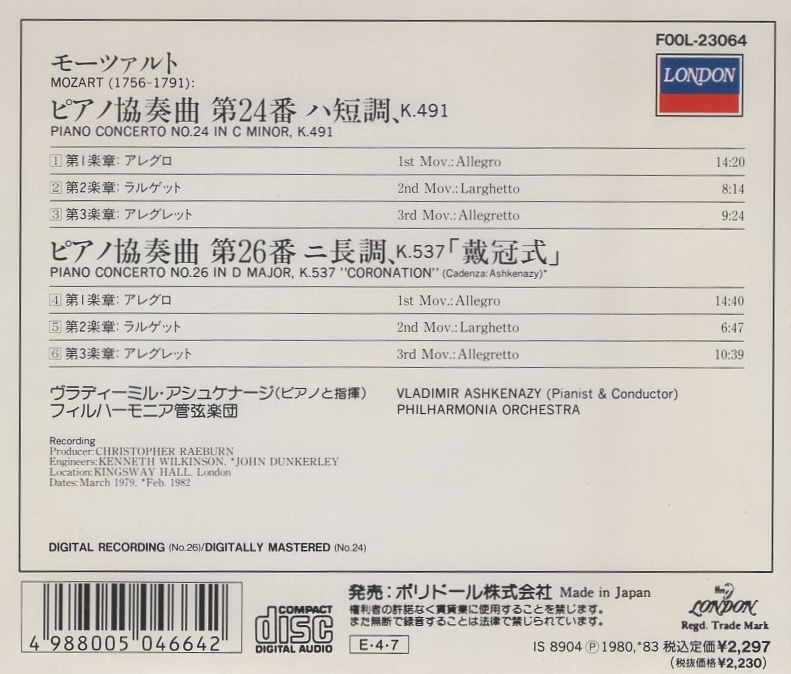 FOOL-23064
LONDON
モーツァルト
MOZART (1756-1791):
ピアノ協奏曲 第24番 ハ短調、K.491
PIANO CONCERTO NO.24 IN C MINOR, K.491
1 第1楽章: アレグロ 1st Mov.: Allegro 14:20
2 第2楽章: ラルゲット 2nd Mov.: Larghetto 8:14
3 第3楽章: アレグレット 3rd Mov.: Allegretto 9:24
ピアノ協奏曲 第26番 ニ長調、K.537「戴冠式」
PIANO CONCERTO NO.26 IN D MAJOR, K.537 "CORONATION" (Cadenza: Ashkenazy)*
4 第1楽章: アレグロ 1st Mov.: Allegro 14:40
5 第2楽章: ラルゲット 2nd Mov.: Larghetto 6:47
6 第3楽章: アレグレット 3rd Mov.: Allegretto 10:39
ヴラディーミル・アシュケナージ(ピアノと指揮) VLADIMIR ASHKENAZY (Pianist & Conductor)
フィルハーモニア管弦楽団 PHILHARMONIA ORCHESTRA
Recording
Producer: CHRISTOPHER RAEBURN
Engineers: KENNETH WILKINSON, *JOHN DUNKERLEY
Location: KINGSWAY HALL, London
Dates: March 1979, *Feb. 1982
DIGITAL RECORDING (No.26)/DIGITALLY MASTERED (No.24)
4 988005 046642
COMPACT
disc
DIGITAL AUDIO
発売：ポリドール株式会社 Made in Japan
権利者の許諾なく賃貸業に使用することを禁じます。
また無断で録音することは法律で禁じられています。
E・4・7
LONDON
Regd. Trade Mark
IS 8904 Ⓟ1980,*83 税込定価¥2,297
(税抜価格¥2,230)